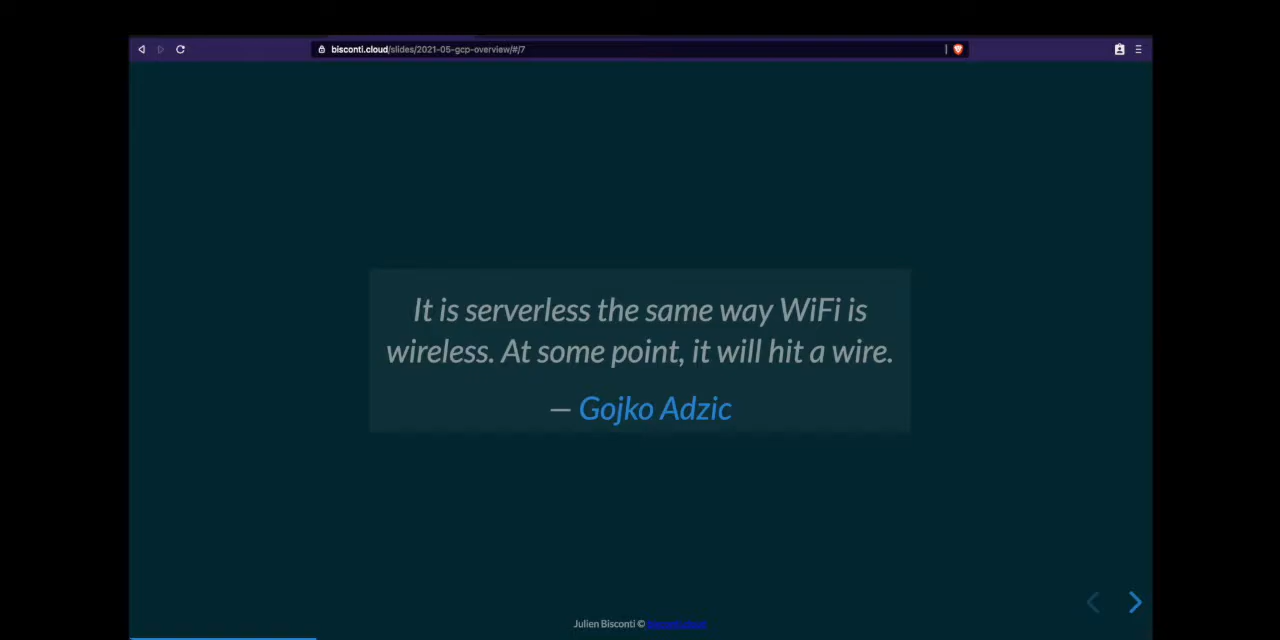 bisconti.cloud/slides/2021-05-gcp-overview/#/7
It is serverless the same way WiFi is
wireless. At some point, it will hit a wire.
— Gojko Adzic
Julien Bisconti ©